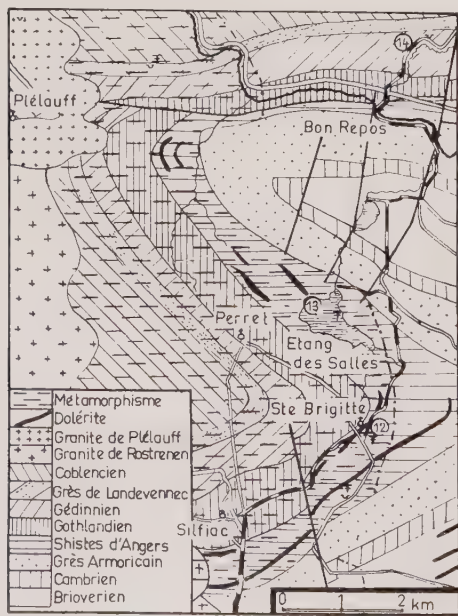 14
Plélauff
Bon Repos
13
Perret
Etang
des Salles
Ste Brigitte
12
Silfiac
Métamorphisme
Dolérite
Granite de Plélauff
Granite de Rostrenen
Coblencien
Grès de Landevennec
Gédinnien
Gothlandien
Shistes d'Angers
Grès Armoricain
Cambrien
Brioverien
0 1 2 km